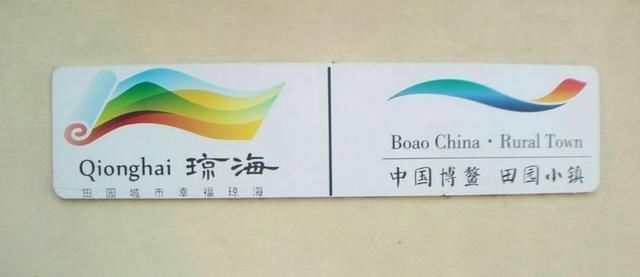 Qionghai 琼海
田园城市幸福琼海
Boao China · Rural Town
中国博鳌 田园小镇